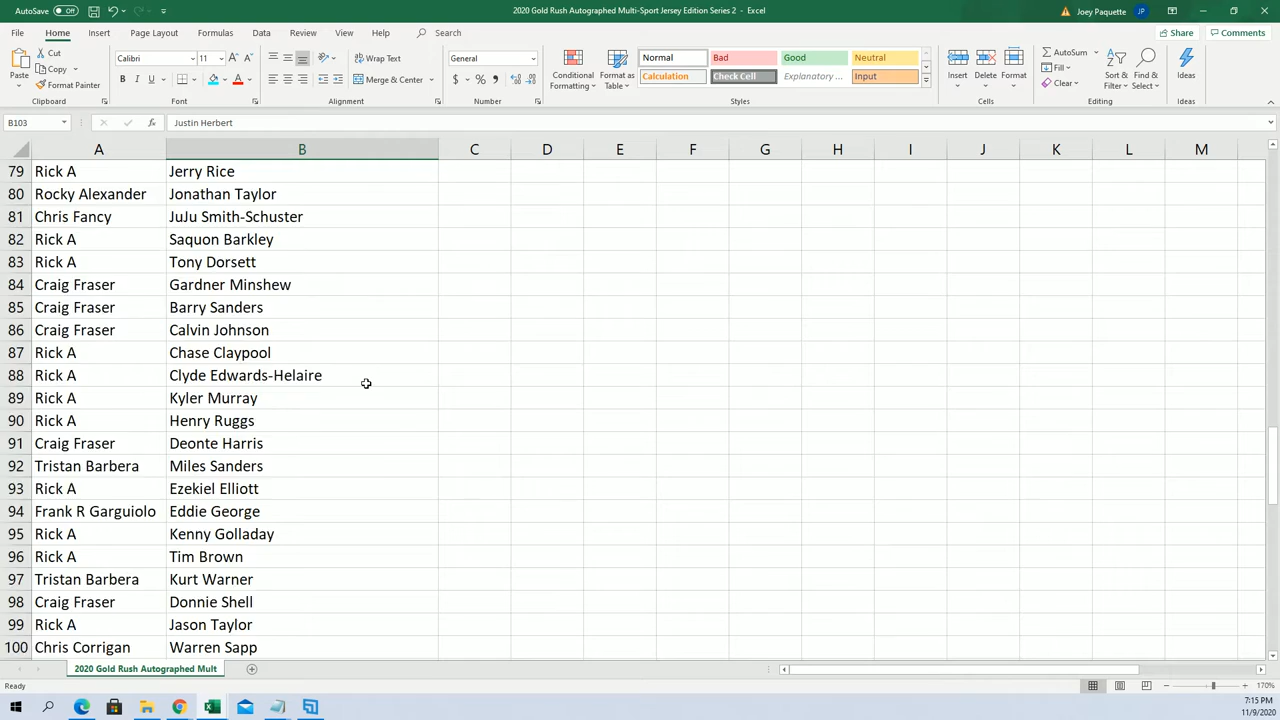 AutoSave Off 2020 Gold Rush Autographed Multi-Sport Jersey Edition Series 2 - Excel Joey Paquette JP
File Home Insert Page Layout Formulas Data Review View Help Search Share Comments
Paste Cut Copy Format Painter Clipboard
Calibri 11 B I U A Font
Wrap Text Merge & Center Alignment
General $ % Number
Conditional Formatting Format as Table
Normal Bad Good Neutral
Calculation Check Cell Explanatory ... Input
Styles
Insert Delete Format Cells
AutoSum Fill Clear Sort & Filter Find & Select Editing
Ideas Ideas
B103 fx Justin Herbert
A B C D E F G H I J K L M
79 Rick A Jerry Rice
80 Rocky Alexander Jonathan Taylor
81 Chris Fancy JuJu Smith-Schuster
82 Rick A Saquon Barkley
83 Rick A Tony Dorsett
84 Craig Fraser Gardner Minshew
85 Craig Fraser Barry Sanders
86 Craig Fraser Calvin Johnson
87 Rick A Chase Claypool
88 Rick A Clyde Edwards-Helaire
89 Rick A Kyler Murray
90 Rick A Henry Ruggs
91 Craig Fraser Deonte Harris
92 Tristan Barbera Miles Sanders
93 Rick A Ezekiel Elliott
94 Frank R Garguiolo Eddie George
95 Rick A Kenny Golladay
96 Rick A Tim Brown
97 Tristan Barbera Kurt Warner
98 Craig Fraser Donnie Shell
99 Rick A Jason Taylor
100 Chris Corrigan Warren Sapp
2020 Gold Rush Autographed Mult
Ready 170%
7:15 PM
11/9/2020